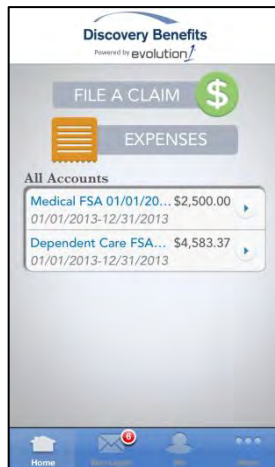 Discovery Benefits
Powered by evolution1
FILE A CLAIM $
EXPENSES
All Accounts
Medical FSA 01/01/20... $2,500.00
01/01/2013-12/31/2013
Dependent Care FSA... $4,583.37
01/01/2013-12/31/2013
6
Home